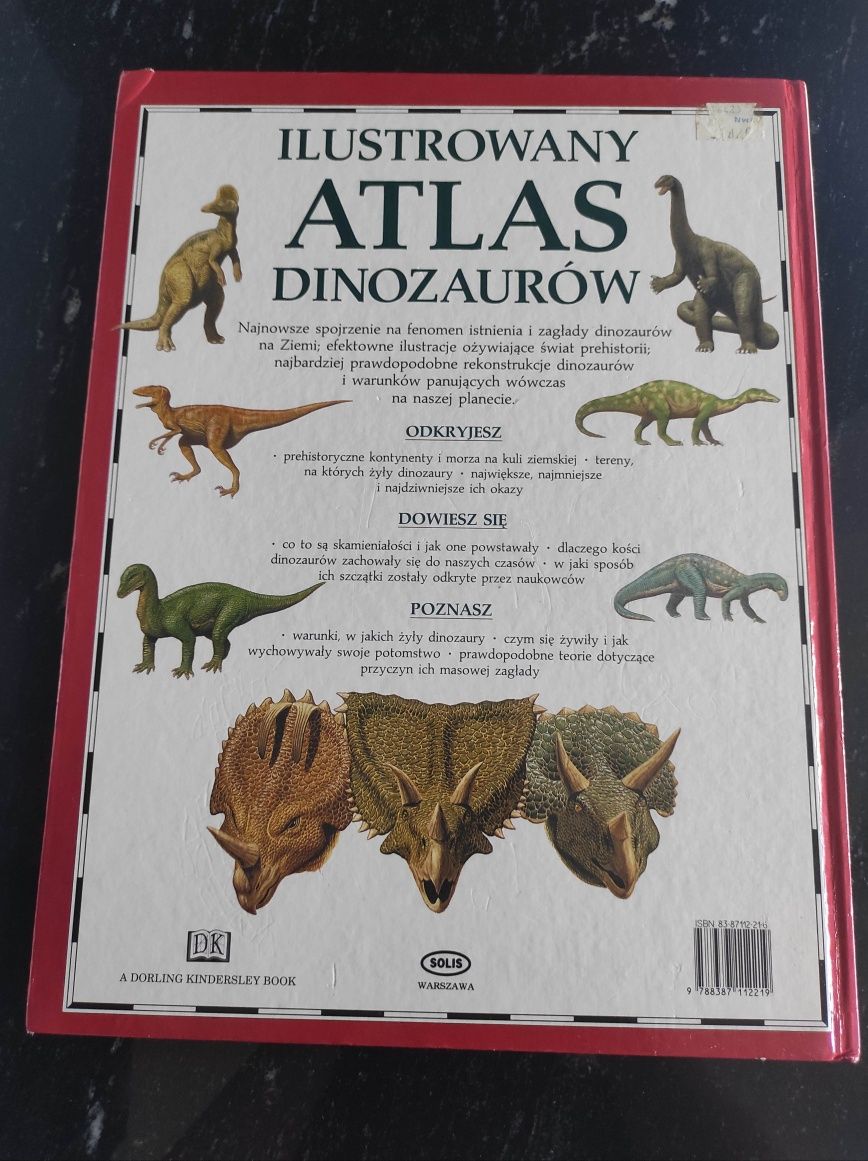 ILUSTROWANY
ATLAS
DINOZAURÓW
Najnowsze spojrzenie na fenomen istnienia i zagłady dinozaurów
na Ziemi; efektowne ilustracje ożywiające świat prehistorii;
najbardziej prawdopodobne rekonstrukcje dinozaurów
i warunków panujących wówczas
na naszej planecie.
ODKRYJESZ
· prehistoryczne kontynenty i morza na kuli ziemskiej · tereny,
na których żyły dinozaury · największe, najmniejsze
i najdziwniejsze ich okazy
DOWIESZ SIĘ
· co to są skamieniałości i jak one powstawały · dlaczego kości
dinozaurów zachowały się do naszych czasów · w jaki sposób
ich szczątki zostały odkryte przez naukowców
POZNASZ
· warunki, w jakich żyły dinozaury · czym się żywiły i jak
wychowywały swoje potomstwo · prawdopodobne teorie dotyczące
przyczyn ich masowej zagłady
DK
A DORLING KINDERSLEY BOOK
SOLIS
WARSZAWA
ISBN 83-87112-21-6
9 788387 112219